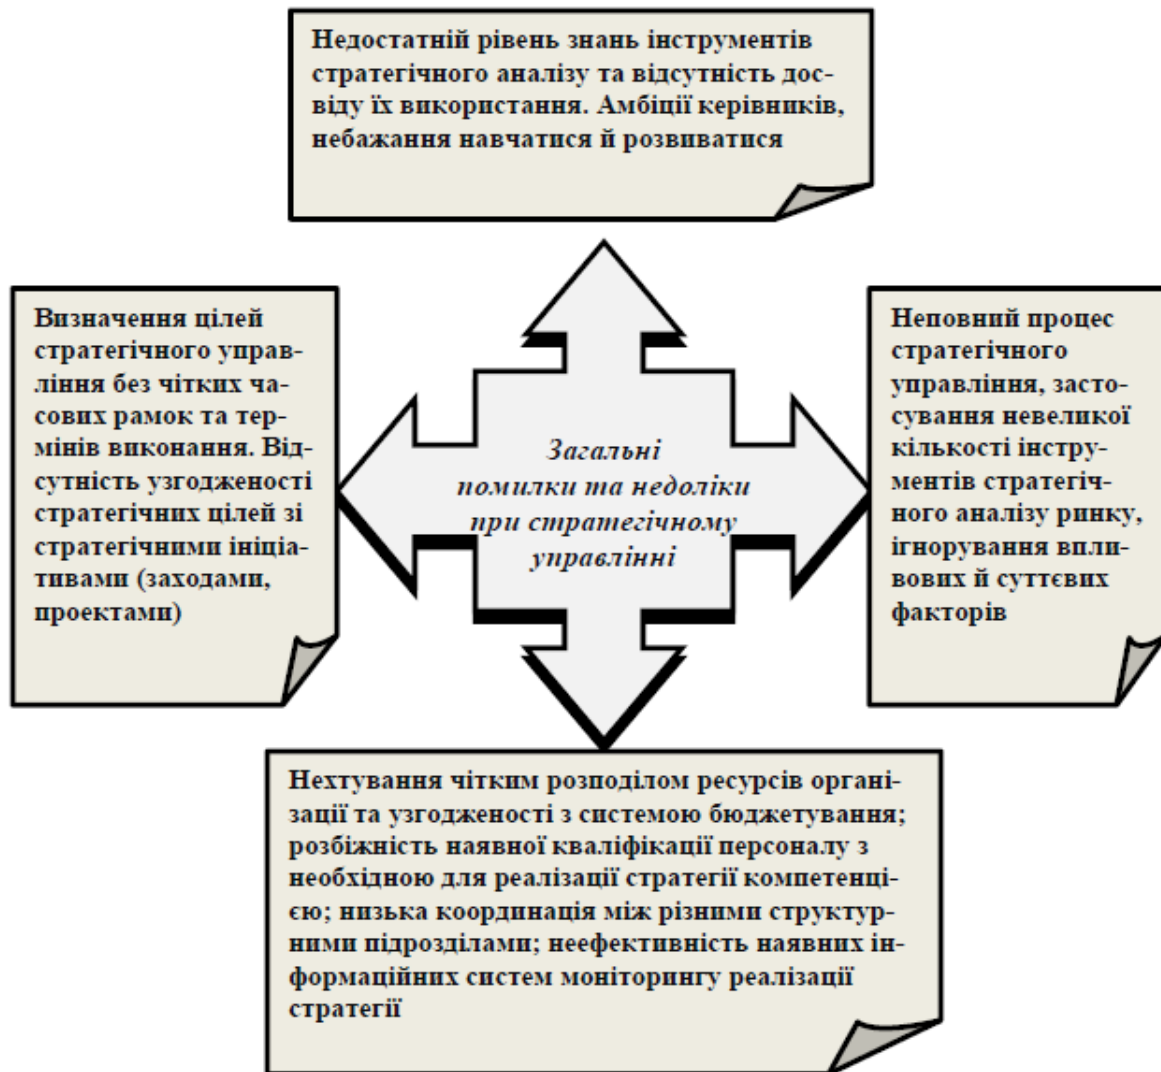 Недостатній рівень знань інструментів
стратегічного аналізу та відсутність дос-
віду їх використання. Амбіції керівників,
небажання навчатися й розвиватися
Визначення цілей
стратегічного управ-
ління без чітких ча-
сових рамок та тер-
мінів виконання. Від-
сутність узгодженості
стратегічних цілей зі
стратегічними ініціа-
тивами (заходами,
проектами)
Загальні
помилки та недоліки
при стратегічному
управлінні
Неповний процес
стратегічного
управління, засто-
сування невеликої
кількості інстру-
ментів стратегіч-
ного аналізу ринку,
ігнорування впли-
вових й суттєвих
факторів
Нехтування чітким розподілом ресурсів органі-
зації та узгодженості з системою бюджетування;
розбіжність наявної кваліфікації персоналу з
необхідною для реалізації стратегії компетенці-
єю; низька координація між різними структур-
ними підрозділами; неефективність наявних ін-
формаційних систем моніторингу реалізації
стратегії